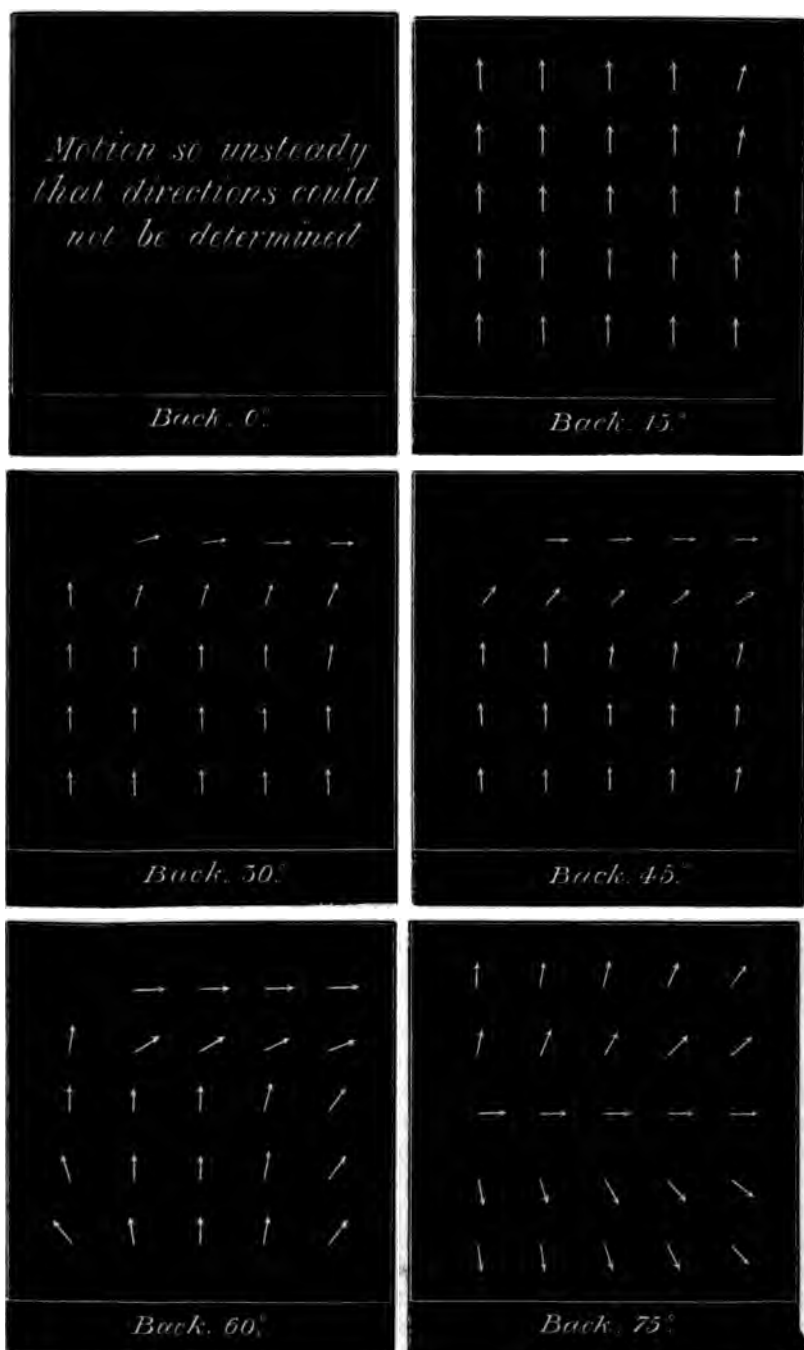 Motion so unsteady
that directions could
not be determined
Back. 0°.
Back. 15.°
Back. 30.°
Back. 45.°
Back. 60.°
Back. 75°.